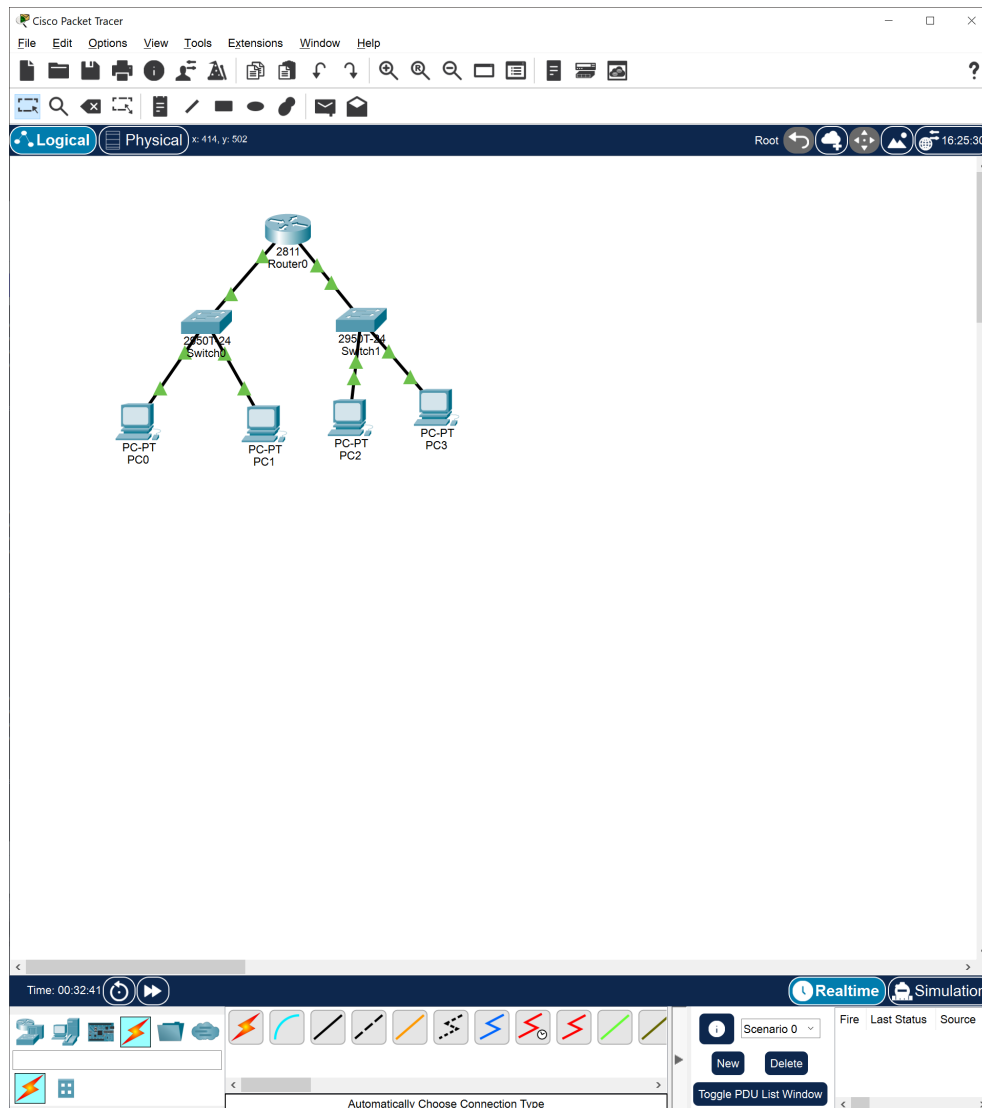 Cisco Packet Tracer
File Edit Options View Tools Extensions Window Help
?
Logical Physical x: 414, y: 502 Root 16:25:30
2811
Router0
2950T-24
Switch0
2950T-24
Switch1
PC-PT
PC0
PC-PT
PC1
PC-PT
PC2
PC-PT
PC3
Time: 00:32:41 Realtime Simulation
Scenario 0 Fire Last Status Source
New Delete
Toggle PDU List Window
Automatically Choose Connection Type